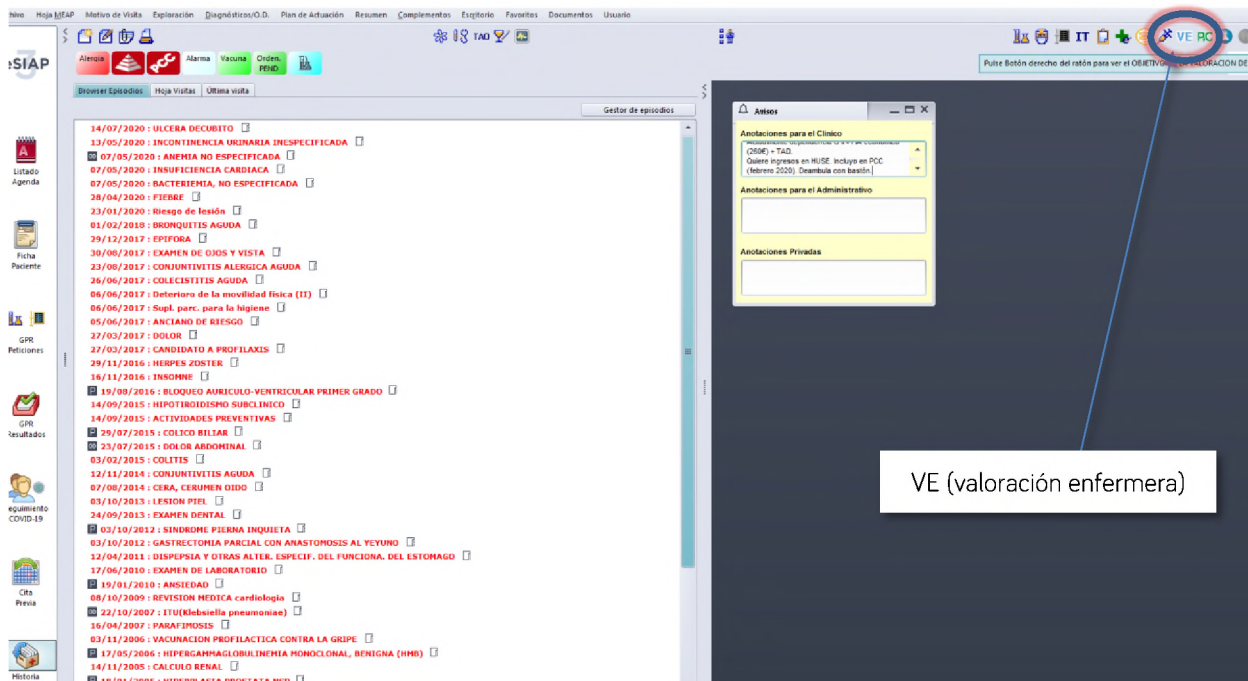 hivo Hoja MEAP Motivo de Visita Exploración Diagnósticos/O.D. Plan de Actuación Resumen Complementos Escritorio Favoritos Documentos Usuario
TAO
IT
VE RC
eSIAP
Alergia
Alarma
Vacuna
Orden. PEND.
Pulse Botón derecho del ratón para ver el OBJETIVO
VALORACION DE
Browser Episodios Hoja Visitas Última visita
Gestor de episodios
Listado
Agenda
Ficha
Paciente
GPR
Peticiones
GPR
Resultados
eguimiento
COVID-19
Cita
Previa
Historia
14/07/2020 : ULCERA DECUBITO
13/05/2020 : INCONTINENCIA URINARIA INESPECIFICADA
07/05/2020 : ANEMIA NO ESPECIFICADA
07/05/2020 : INSUFICIENCIA CARDIACA
07/05/2020 : BACTERIEMIA, NO ESPECIFICADA
28/04/2020 : FIEBRE
23/01/2020 : Riesgo de lesión
01/02/2018 : BRONQUITIS AGUDA
29/12/2017 : EPIFORA
30/08/2017 : EXAMEN DE OJOS Y VISTA
23/08/2017 : CONJUNTIVITIS ALERGICA AGUDA
26/06/2017 : COLECISTITIS AGUDA
06/06/2017 : Deterioro de la movilidad física (II)
06/06/2017 : Supl. parc. para la higiene
05/06/2017 : ANCIANO DE RIESGO
27/03/2017 : DOLOR
27/03/2017 : CANDIDATO A PROFILAXIS
29/11/2016 : HERPES ZOSTER
16/11/2016 : INSOMNE
P 19/08/2016 : BLOQUEO AURICULO-VENTRICULAR PRIMER GRADO
14/09/2015 : HIPOTIROIDISMO SUBCLINICO
14/09/2015 : ACTIVIDADES PREVENTIVAS
P 29/07/2015 : COLICO BILIAR
23/07/2015 : DOLOR ABDOMINAL
03/02/2015 : COLITIS
12/11/2014 : CONJUNTIVITIS AGUDA
07/08/2014 : CERA, CERUMEN OIDO
03/10/2013 : LESION PIEL
24/09/2013 : EXAMEN DENTAL
P 03/10/2012 : SINDROME PIERNA INQUIETA
03/10/2012 : GASTRECTOMIA PARCIAL CON ANASTOMOSIS AL YEYUNO
12/04/2011 : DISPEPSIA Y OTRAS ALTER. ESPECIF. DEL FUNCIONA. DEL ESTOMAGO
17/06/2010 : EXAMEN DE LABORATORIO
P 19/01/2010 : ANSIEDAD
08/10/2009 : REVISION MEDICA cardiologia
22/10/2007 : ITU(Klebsiella pneumoniae)
16/04/2007 : PARAFIMOSIS
03/11/2006 : VACUNACION PROFILACTICA CONTRA LA GRIPE
P 17/05/2006 : HIPERGAMMAGLOBULINEMIA MONOCLONAL, BENIGNA (HMB)
14/11/2005 : CALCULO RENAL
Avisos
Anotaciones para el Clínico
(260€) + TAD.
Quiere ingresos en HUSE. Incluyo en PCC
(febrero 2020). Deambula con bastón.
Anotaciones para el Administrativo
Anotaciones Privadas
VE (valoración enfermera)